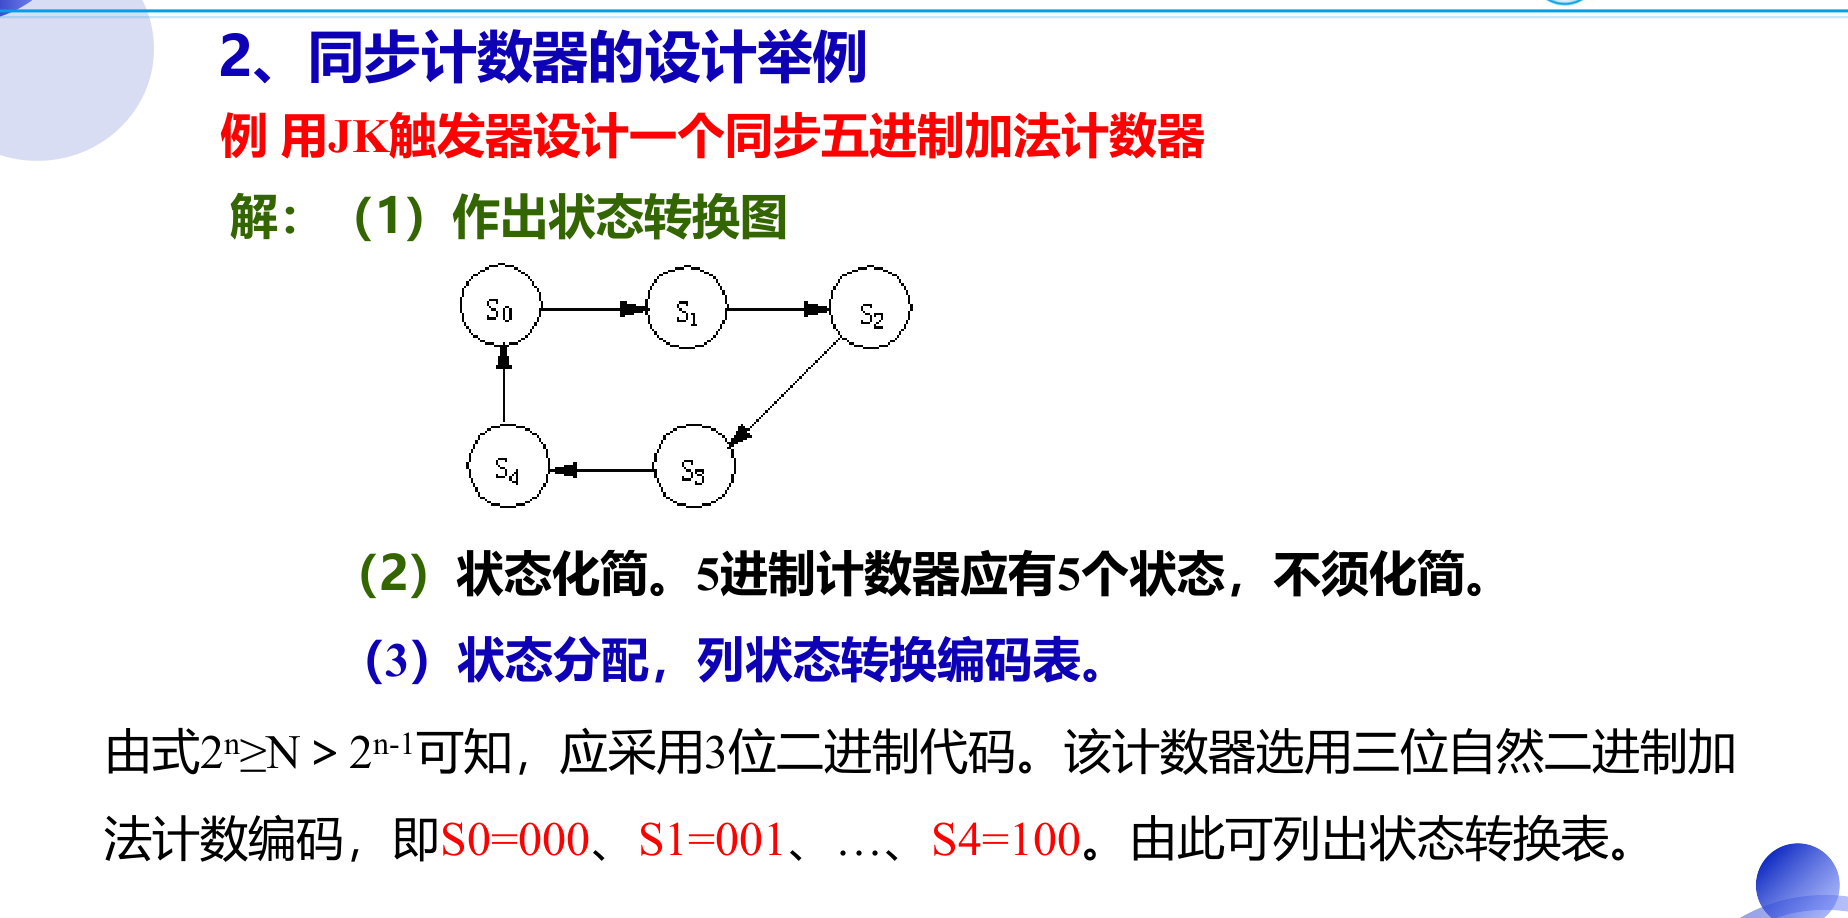 2、同步计数器的设计举例
例 用JK触发器设计一个同步五进制加法计数器
解：（1）作出状态转换图
S0 S1 S2
S4 S3
（2）状态化简。5进制计数器应有5个状态，不须化简。
（3）状态分配，列状态转换编码表。
由式2ⁿ≥N＞2ⁿ⁻¹可知，应采用3位二进制代码。该计数器选用三位自然二进制加
法计数编码，即S0=000、S1=001、…、S4=100。由此可列出状态转换表。